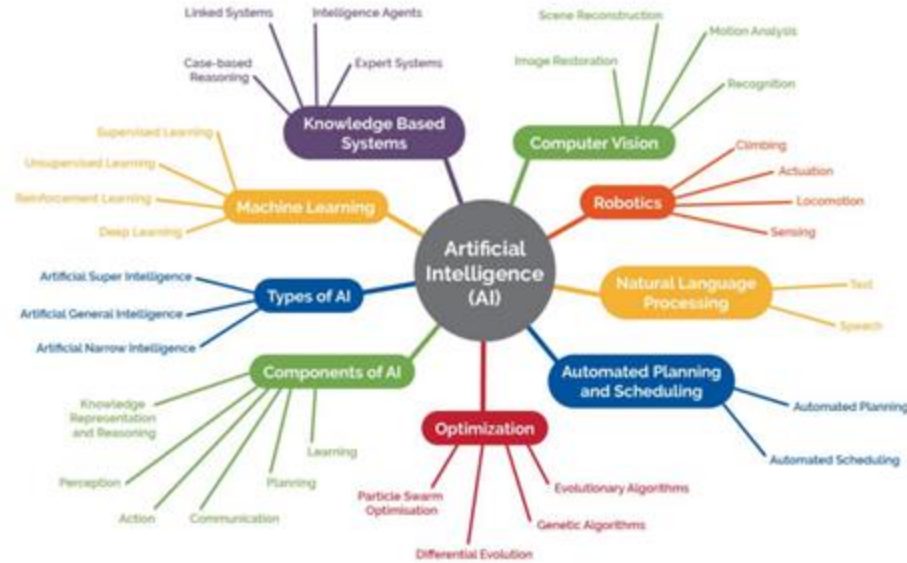 Artificial
Intelligence
(AI)
Knowledge Based
Systems
Linked Systems
Intelligence Agents
Case-based
Reasoning
Expert Systems
Computer Vision
Scene Reconstruction
Motion Analysis
Image Restoration
Recognition
Robotics
Climbing
Actuation
Locomotion
Sensing
Natural Language
Processing
Text
Speech
Automated Planning
and Scheduling
Automated Planning
Automated Scheduling
Optimization
Evolutionary Algorithms
Genetic Algorithms
Differential Evolution
Particle Swarm
Optimisation
Components of AI
Knowledge
Representation
and Reasoning
Perception
Action
Communication
Planning
Learning
Types of AI
Artificial Super Intelligence
Artificial General Intelligence
Artificial Narrow Intelligence
Machine Learning
Supervised Learning
Unsupervised Learning
Reinforcement Learning
Deep Learning